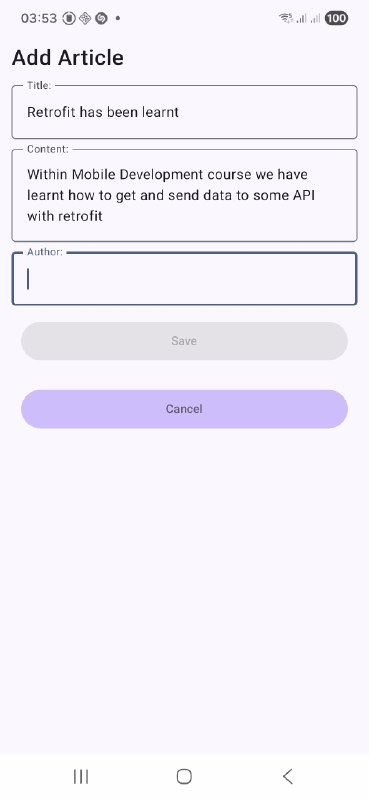 03:53
100
Add Article
Title:
Retrofit has been learnt
Content:
Within Mobile Development course we have
learnt how to get and send data to some API
with retrofit
Author:
Save
Cancel